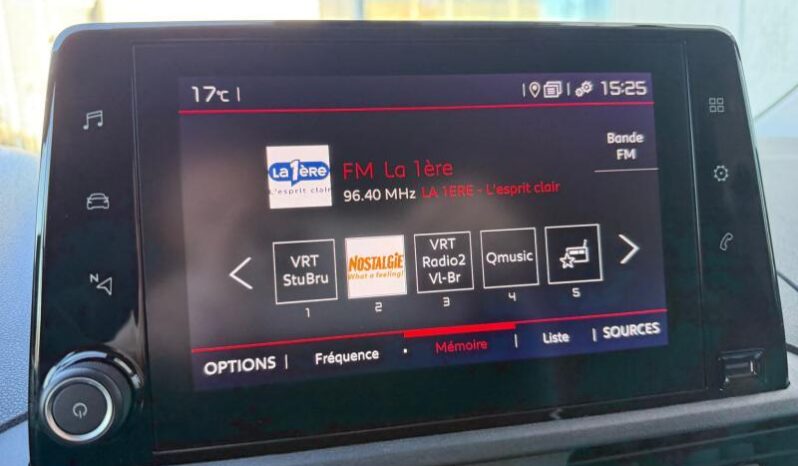 17°C
15:25
Bande
FM
La 1ère
L'esprit clair
FM La 1ère
96.40 MHz LA 1ERE - L'esprit clair
VRT
StuBru
NOSTALGIE
What a feeling!
VRT
Radio2
Vl-Br
Qmusic
1 2 3 4 5
OPTIONS Fréquence Mémoire Liste SOURCES
N